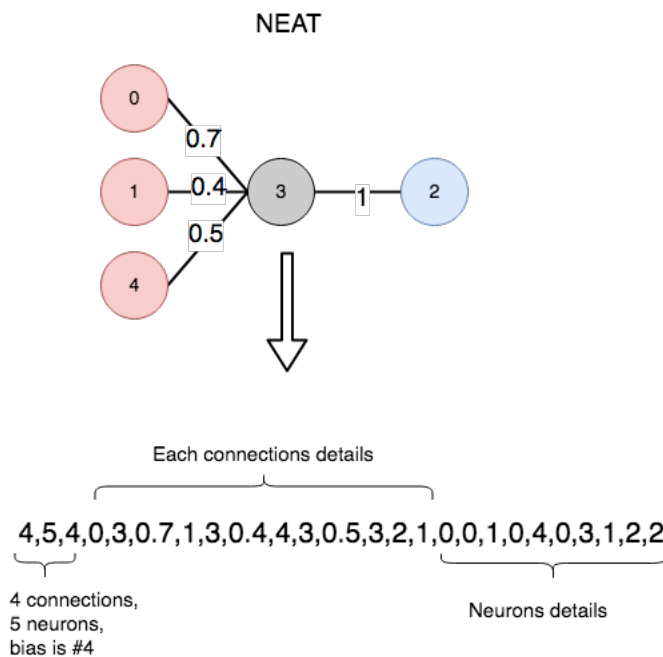 NEAT
0
0.7
1
0.4
3
1
2
0.5
4
Each connections details
4,5,4,0,3,0.7,1,3,0.4,4,3,0.5,3,2,1,0,0,1,0,4,0,3,1,2,2
4 connections,
5 neurons,
bias is #4
Neurons details